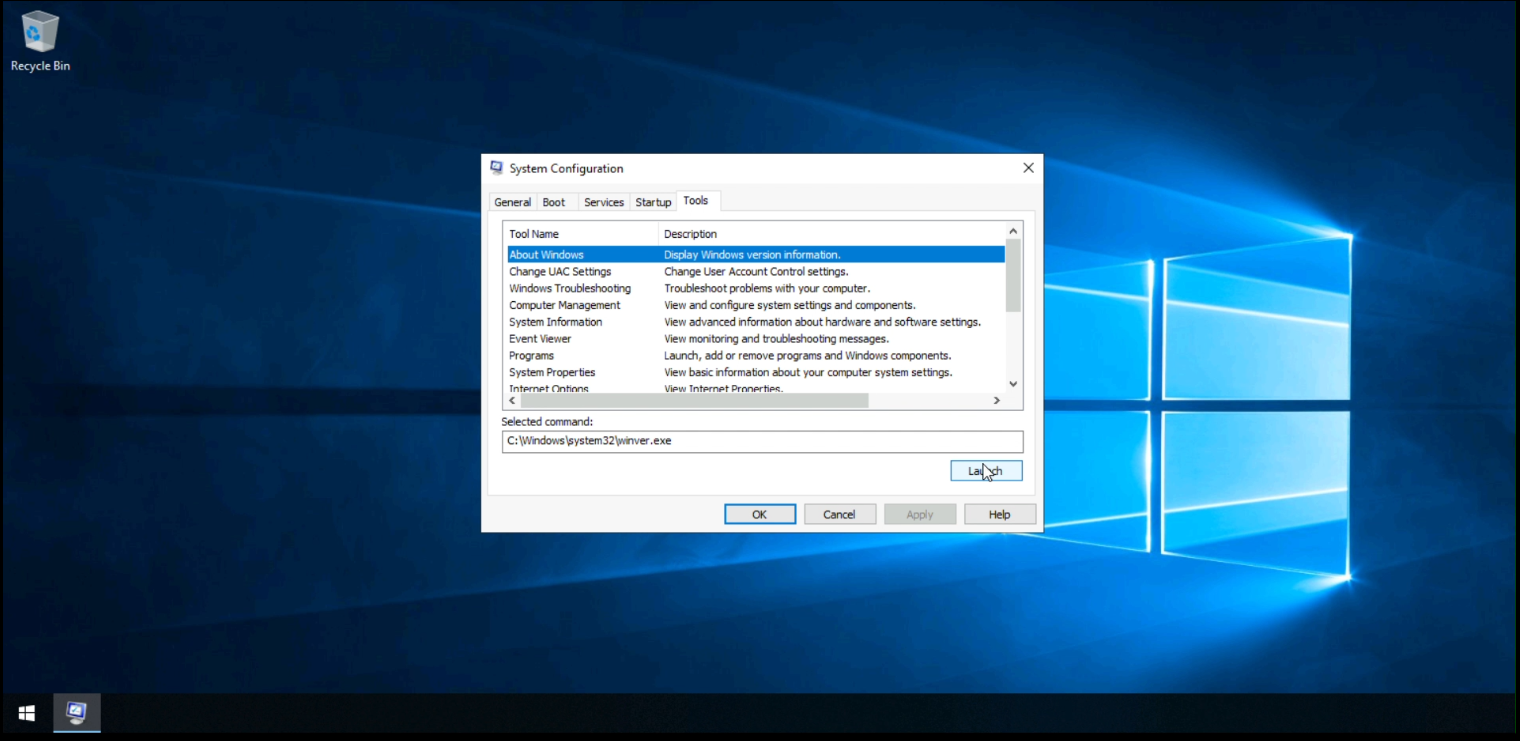 Recycle Bin
System Configuration
General Boot Services Startup Tools
Tool Name Description
About Windows Display Windows version information.
Change UAC Settings Change User Account Control settings.
Windows Troubleshooting Troubleshoot problems with your computer.
Computer Management View and configure system settings and components.
System Information View advanced information about hardware and software settings.
Event Viewer View monitoring and troubleshooting messages.
Programs Launch, add or remove programs and Windows components.
System Properties View basic information about your computer system settings.
Internet Options View Internet Properties.
Selected command:
C:\Windows\system32\winver.exe
Launch
OK Cancel Apply Help